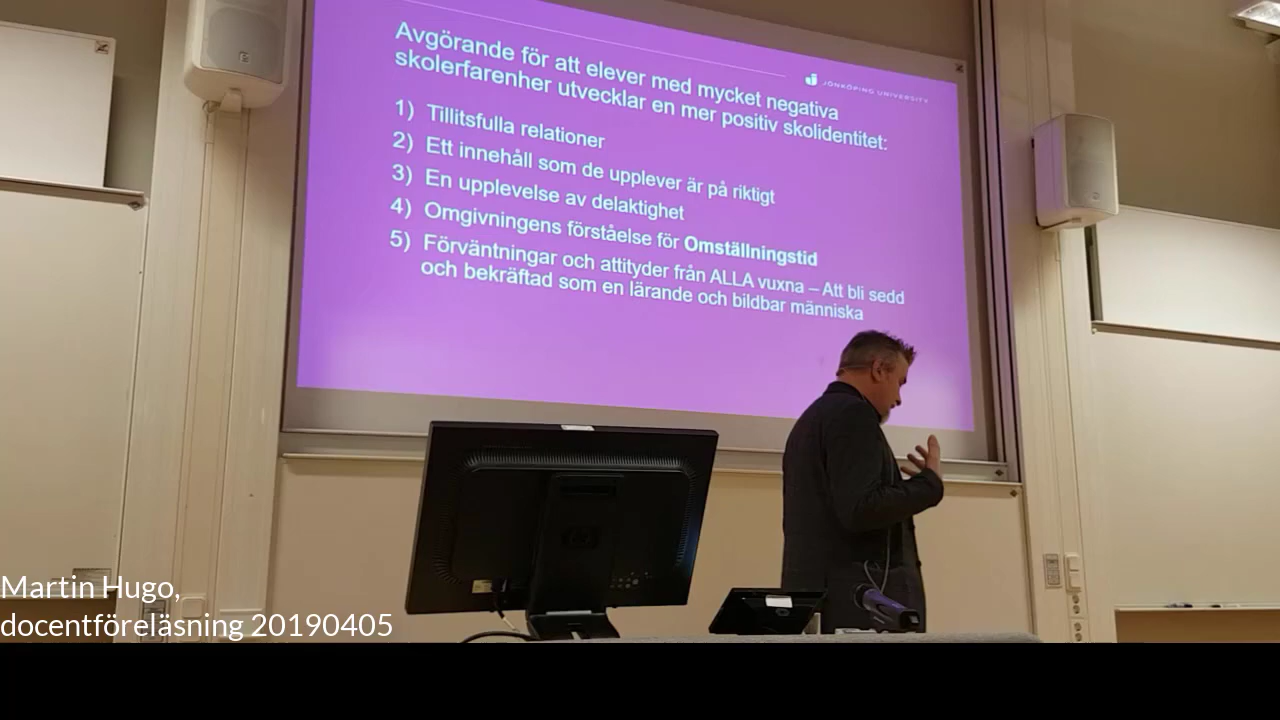 Avgörande för att elever med mycket negativa
skolerfarenher utvecklar en mer positiv skolidentitet:
JÖNKÖPING UNIVERSITY
1) Tillitsfulla relationer
2) Ett innehåll som de upplever är på riktigt
3) En upplevelse av delaktighet
4) Omgivningens förståelse för Omställningstid
5) Förväntningar och attityder från ALLA vuxna – Att bli sedd
och bekräftad som en lärande och bildbar människa
hp
Martin Hugo,
docentföreläsning 20190405